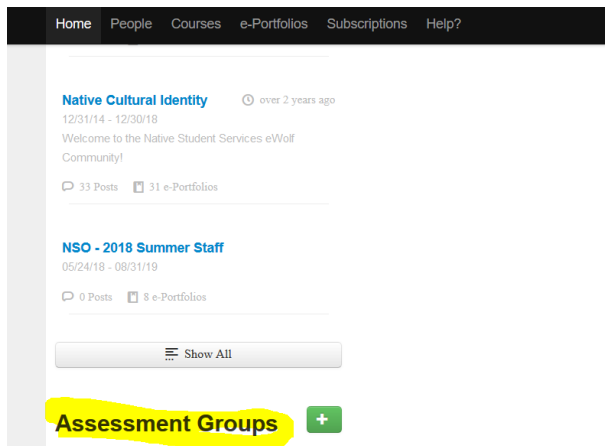 Home People Courses e-Portfolios Subscriptions Help?
Native Cultural Identity over 2 years ago
12/31/14 - 12/30/18
Welcome to the Native Student Services eWolf
Community!
33 Posts 31 e-Portfolios
NSO - 2018 Summer Staff
05/24/18 - 08/31/19
0 Posts 8 e-Portfolios
Show All
Assessment Groups +